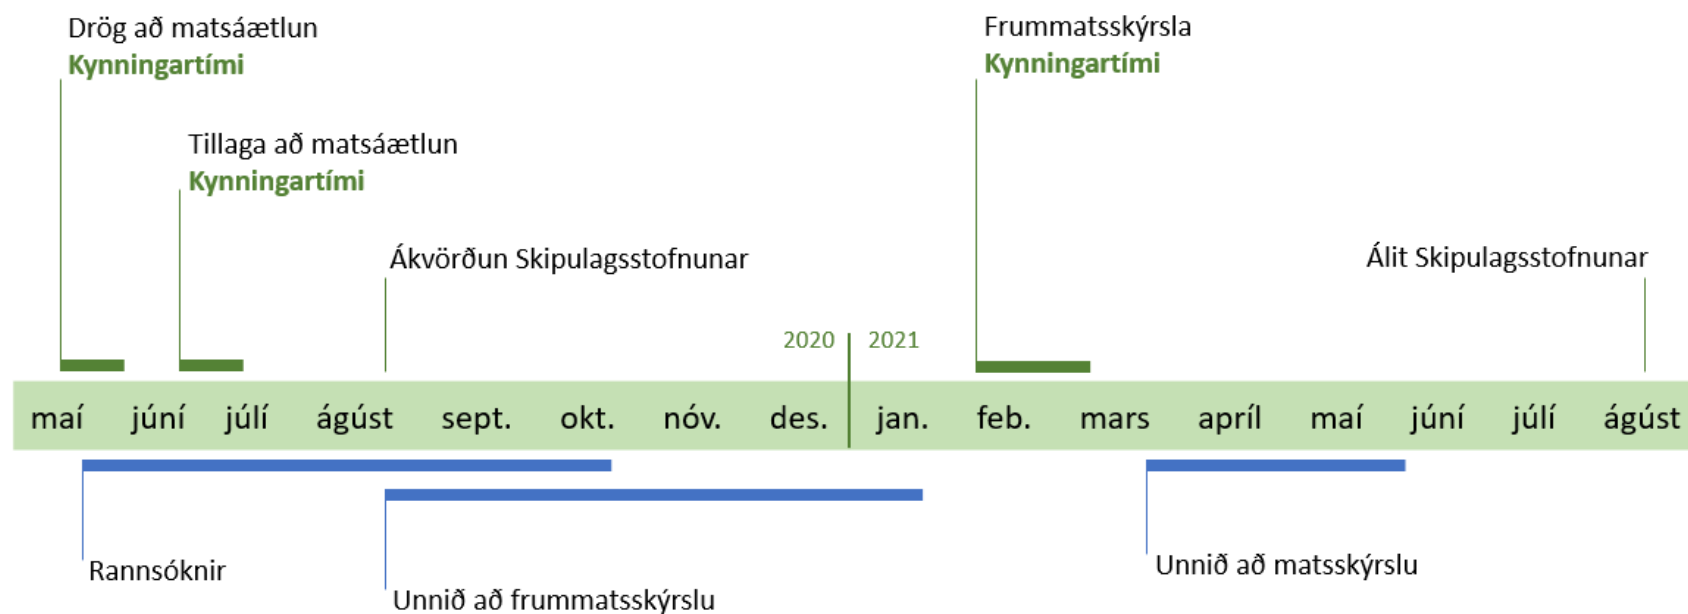 Drög að matsáætlun
Kynningartími
Frummatsskýrsla
Kynningartími
Tillaga að matsáætlun
Kynningartími
Ákvörðun Skipulagsstofnunar
Álit Skipulagsstofnunar
2020 2021
maí júní júlí ágúst sept. okt. nóv. des. jan. feb. mars apríl maí júní júlí ágúst
Rannsóknir
Unnið að frummatsskýrslu
Unnið að matsskýrslu